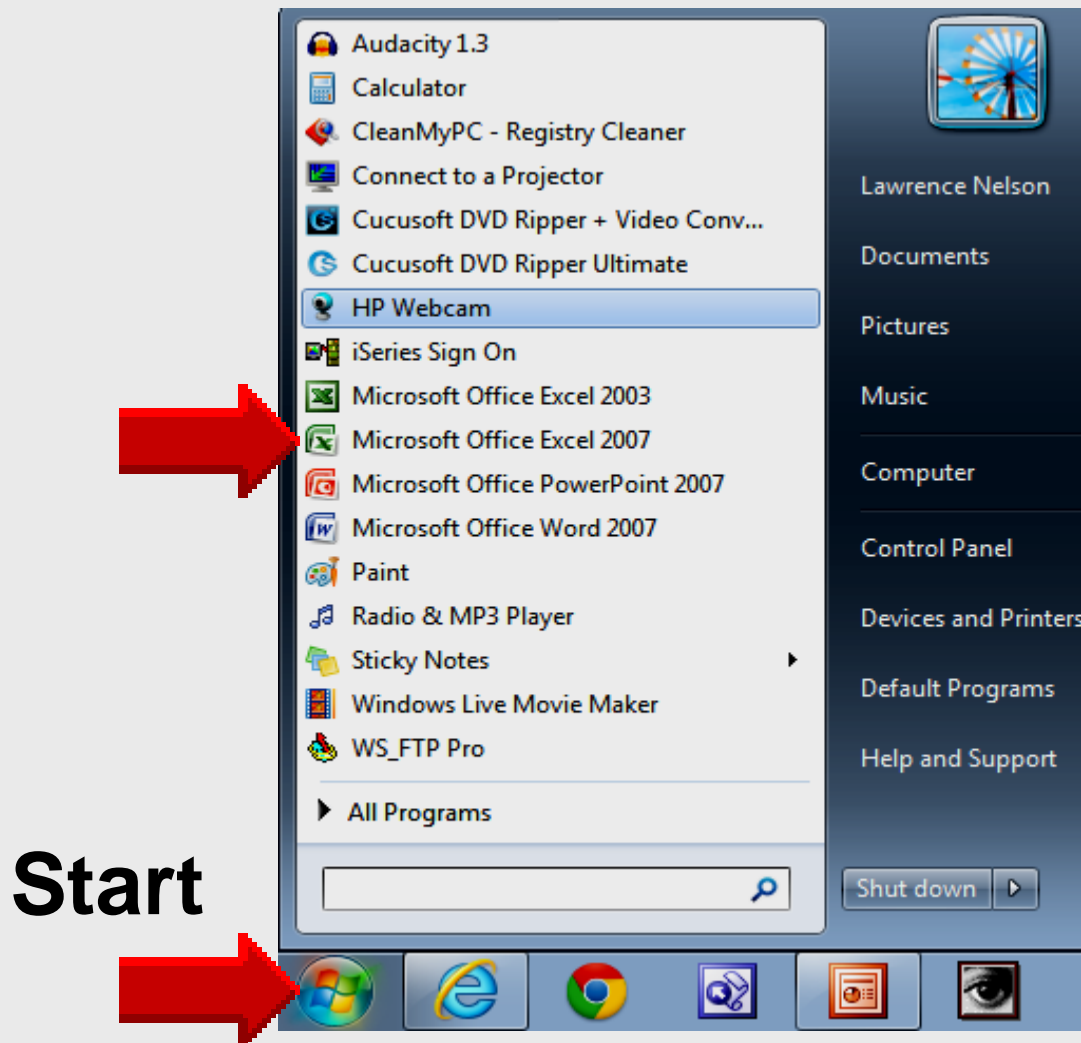 Audacity 1.3
Calculator
CleanMyPC - Registry Cleaner
Connect to a Projector
Cucusoft DVD Ripper + Video Conv...
Cucusoft DVD Ripper Ultimate
HP Webcam
iSeries Sign On
Microsoft Office Excel 2003
Microsoft Office Excel 2007
Microsoft Office PowerPoint 2007
Microsoft Office Word 2007
Paint
Radio & MP3 Player
Sticky Notes
Windows Live Movie Maker
WS_FTP Pro
All Programs
Lawrence Nelson
Documents
Pictures
Music
Computer
Control Panel
Devices and Printers
Default Programs
Help and Support
Shut down
Start